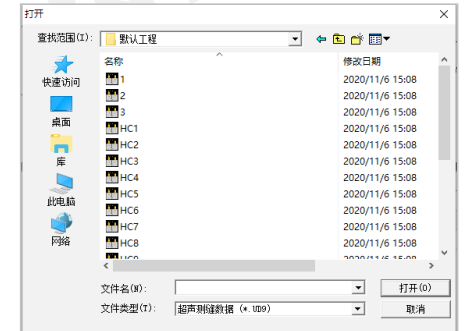 打开
查找范围(I): 默认工程
名称 修改日期
快速访问
桌面
库
此电脑
网络
1 2020/11/6 15:08
2 2020/11/6 15:08
3 2020/11/6 15:08
HC1 2020/11/6 15:08
HC2 2020/11/6 15:08
HC3 2020/11/6 15:08
HC4 2020/11/6 15:08
HC5 2020/11/6 15:08
HC6 2020/11/6 15:08
HC7 2020/11/6 15:08
HC8 2020/11/6 15:08
文件名(N): 打开(O)
文件类型(T): 超声测缝数据 (*.UD9) 取消